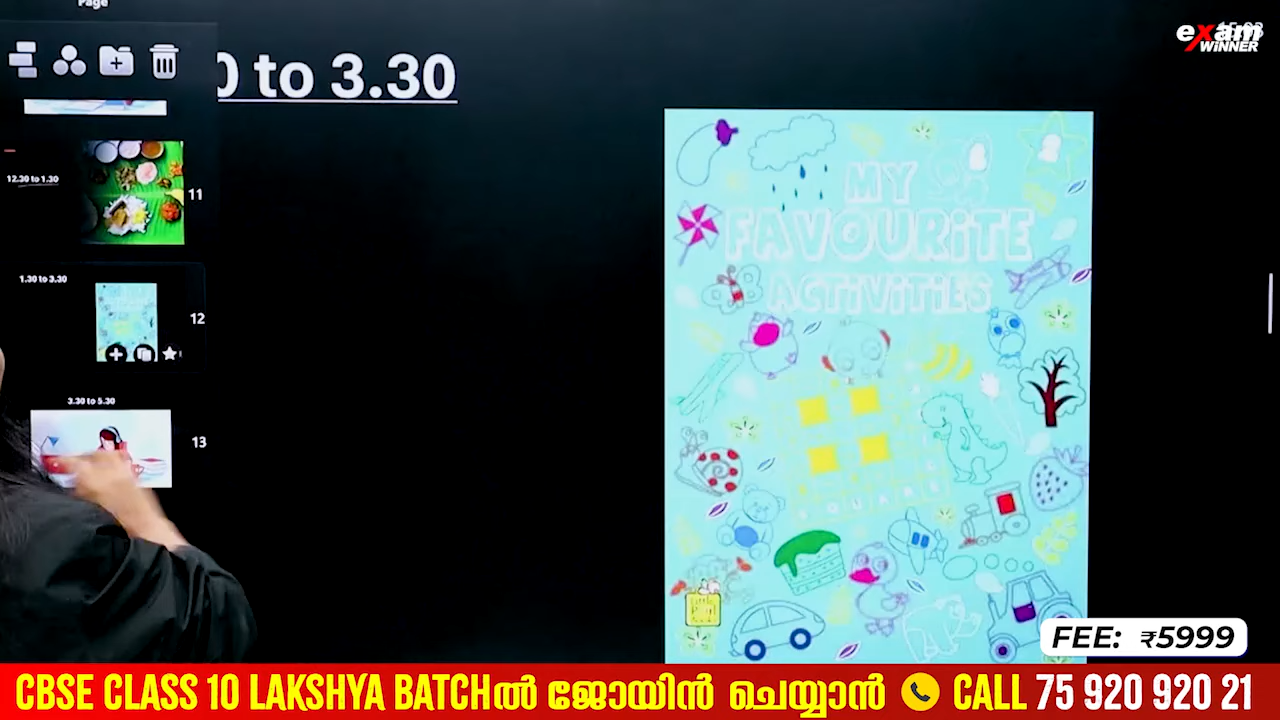 Page
exam
WiNNER
0 to 3.30
12.30 to 1.30
11
1.30 to 3.30
12
3.30 to 5.30
13
MY
FAVOURiTE
ACTiViTiES
SQUARE
FEE: ₹5999
CBSE CLASS 10 LAKSHYA BATCHൽ ജോയിൻ ചെയ്യാൻ CALL 75 920 920 21